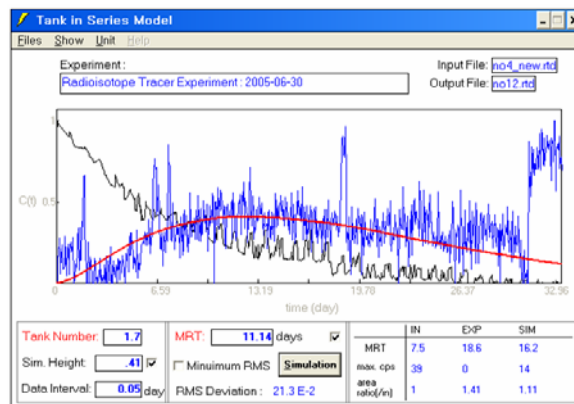 Tank in Series Model
Files Show Unit Help
Experiment :
Input File: no4_new.rtd
Radioisotope Tracer Experiment : 2005-06-30
Output File: no12.rtd
1
C(t) 0.5
0 6.59 13.19 19.78 26.37 32.96
time (day)
Tank Number: 1.7
Sim. Height: .41
Data Interval: 0.05 day
MRT: 11.14 days
Minuimum RMS Simulation
RMS Deviation : 21.3 E-2
IN EXP SIM
MRT 7.5 18.6 16.2
max. cps 39 0 14
area ratio[/in) 1 1.41 1.11